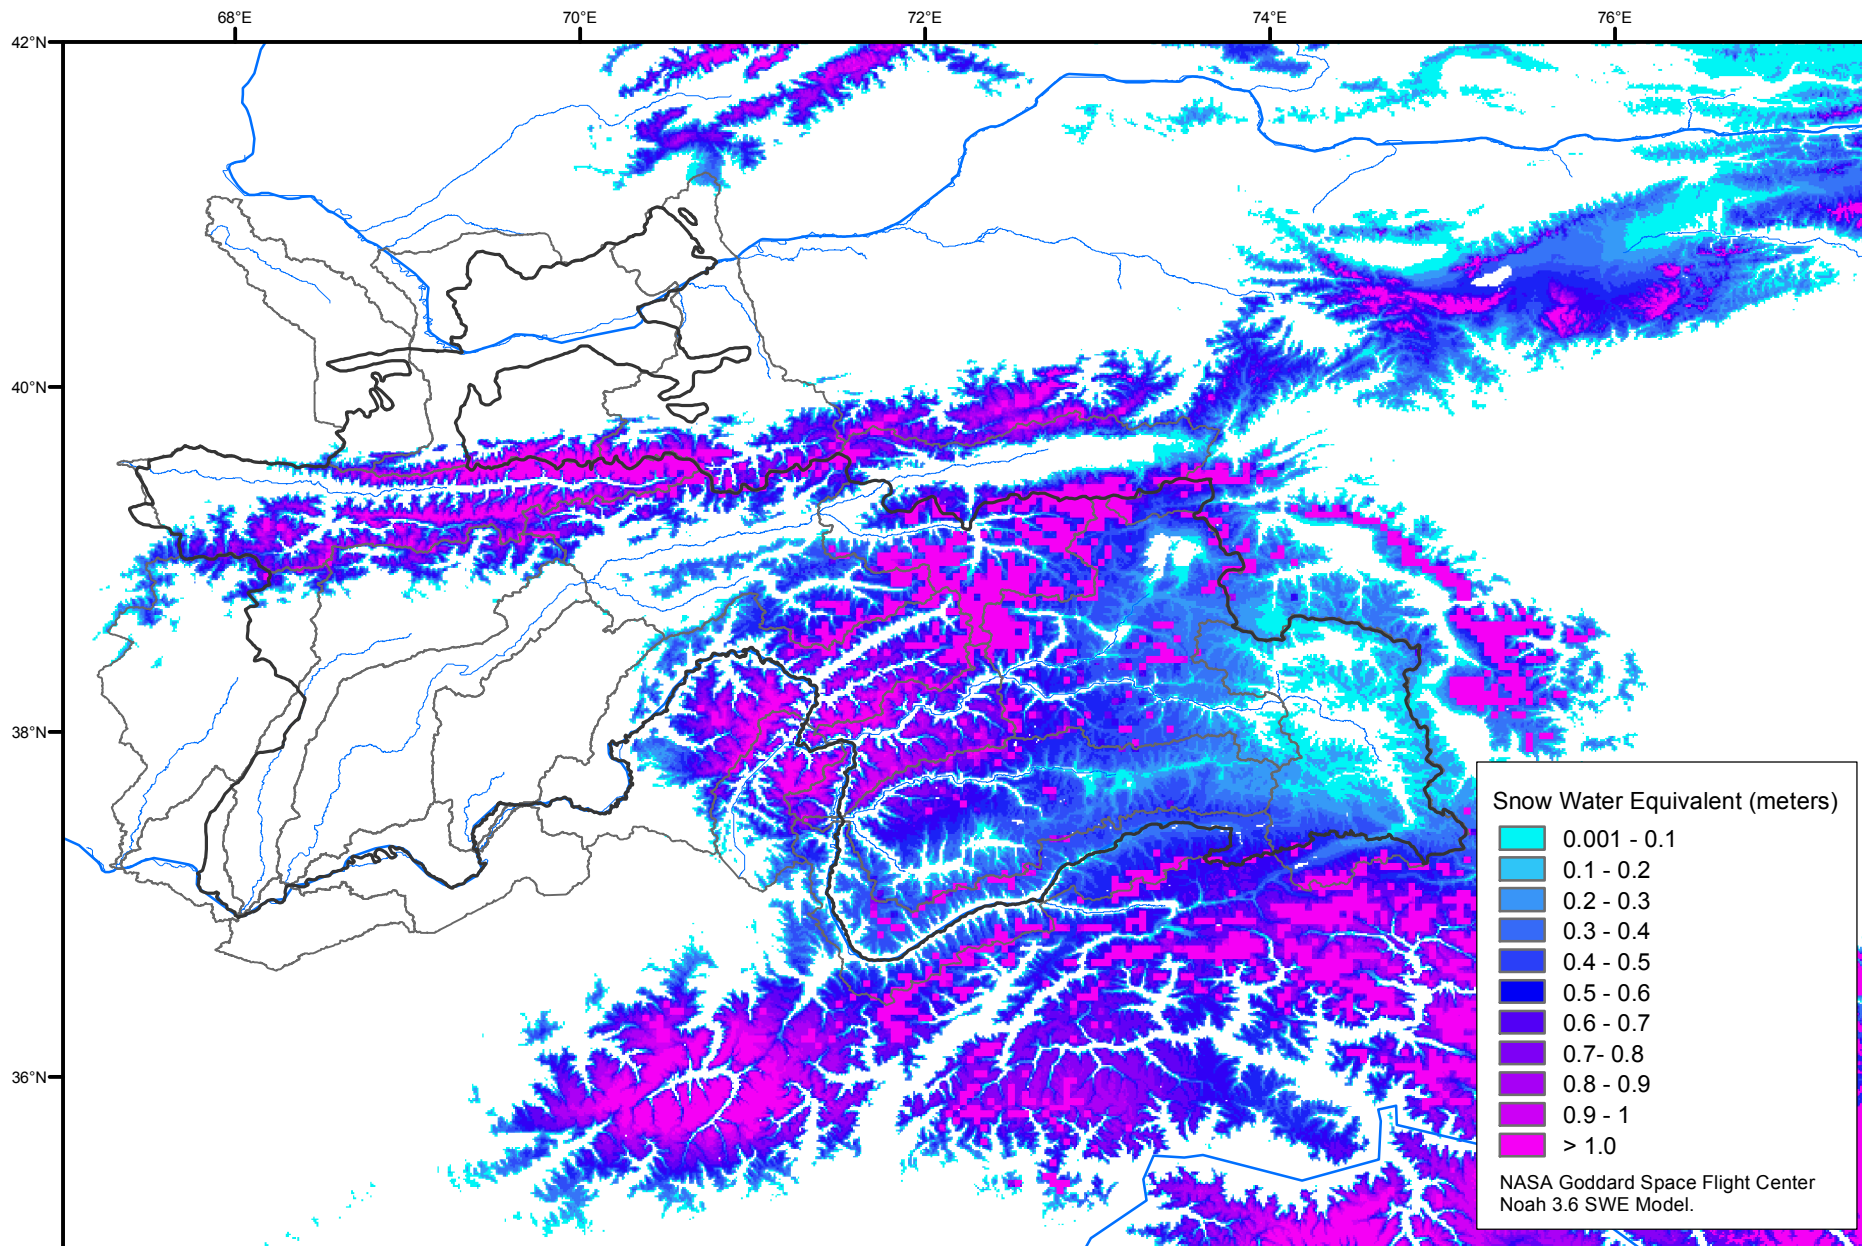 68°E
70°E
72°E
74°E
76°E
42°N
40°N
38°N
36°N
Snow Water Equivalent (meters)
0.001 - 0.1
0.1 - 0.2
0.2 - 0.3
0.3 - 0.4
0.4 - 0.5
0.5 - 0.6
0.6 - 0.7
0.7- 0.8
0.8 - 0.9
0.9 - 1
> 1.0
NASA Goddard Space Flight Center
Noah 3.6 SWE Model.